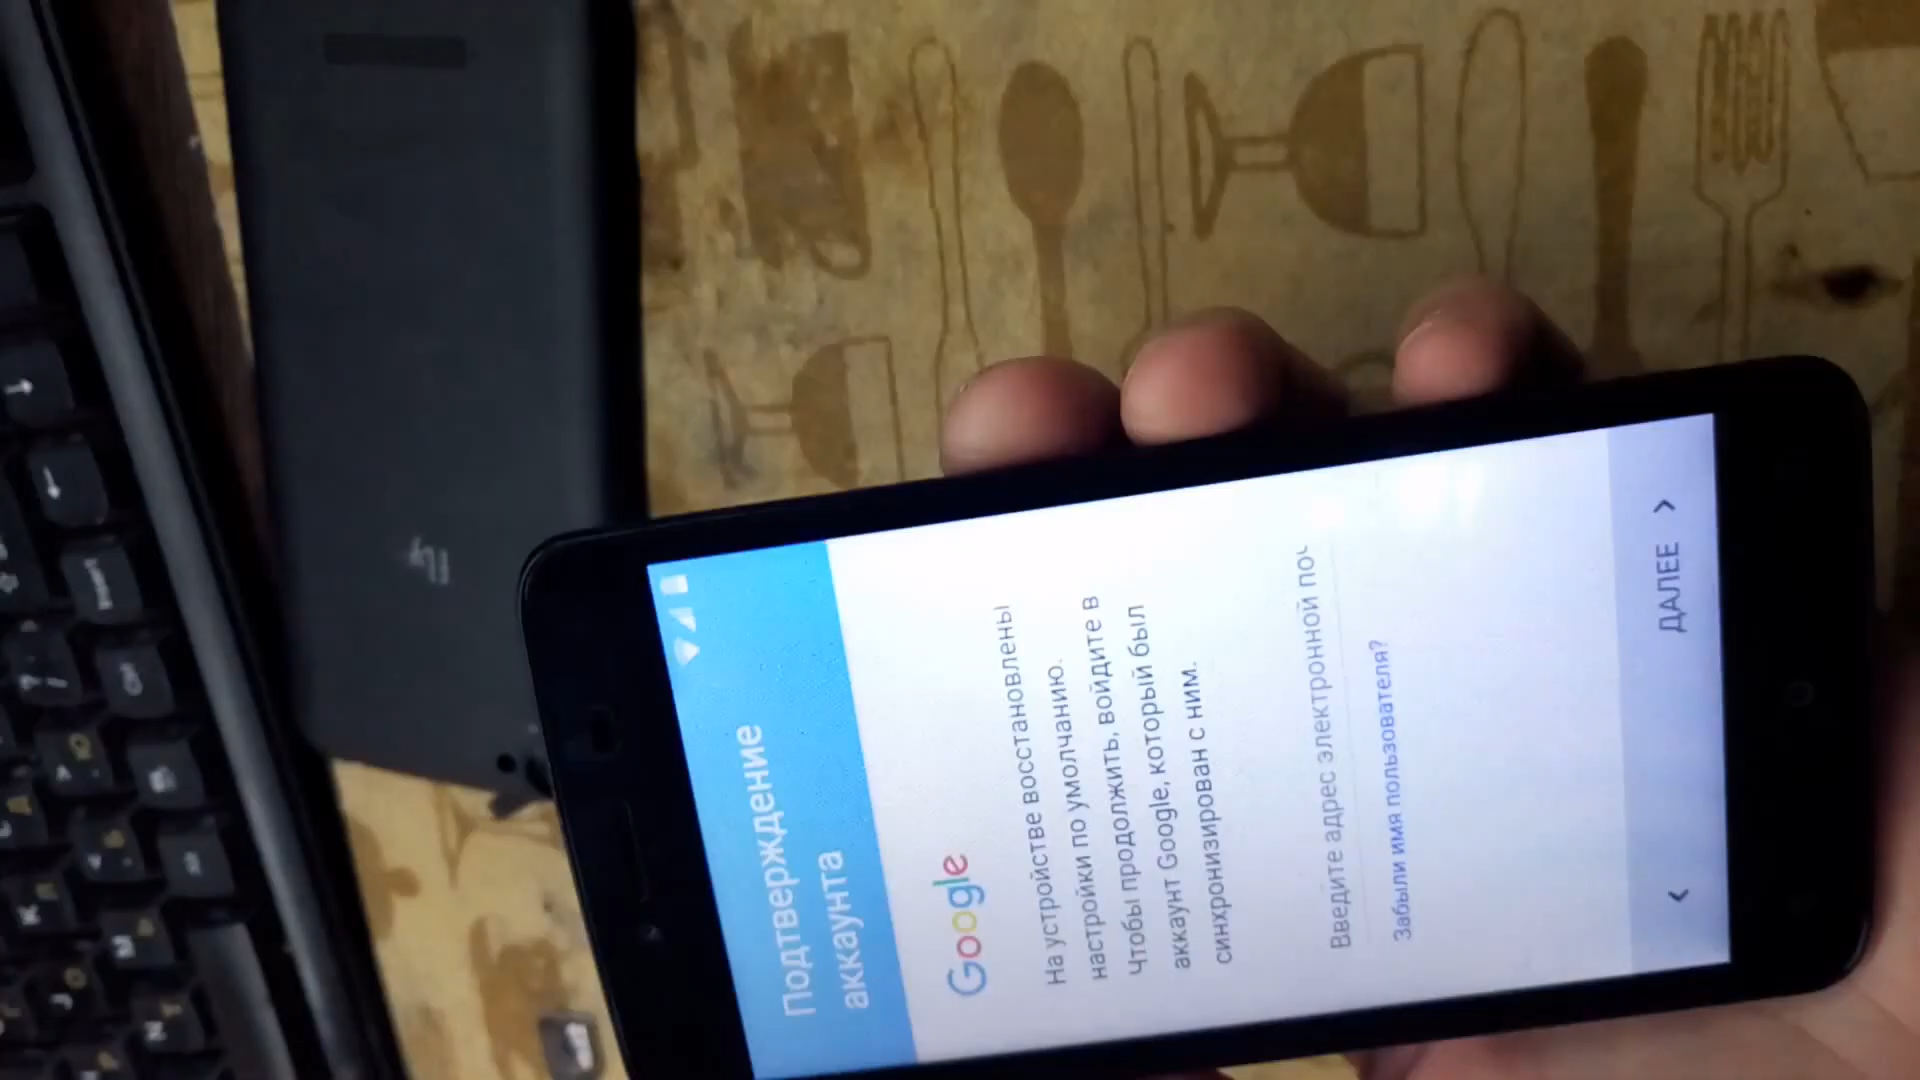 Подтверждение
аккаунта
Google
На устройстве восстановлены
настройки по умолчанию.
Чтобы продолжить, войдите в
аккаунт Google, который был
синхронизирован с ним.
Введите адрес электронной поч
Забыли имя пользователя?
ДАЛЕЕ